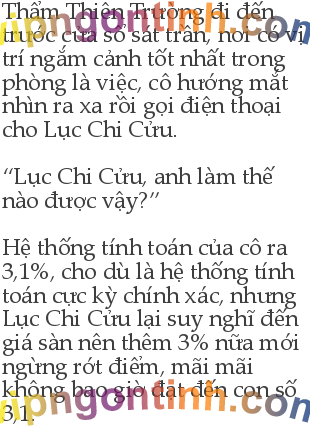 Thẩm Thiên Trường đi đến
trước cửa sổ sát trần, nơi có vị
trí ngắm cảnh tốt nhất trong
phòng là việc, cô hướng mắt
nhìn ra xa rồi gọi điện thoại
cho Lục Chi Cửu.
“Lục Chi Cửu, anh làm thế
nào được vậy?”
Hệ thống tính toán của cô ra
3,1%, cho dù là hệ thống tính
toán cực kỳ chính xác, nhưng
Lục Chi Cửu lại suy nghĩ đến
giá sàn nên thêm 3% nữa mới
ngừng rớt điểm, mãi mãi
không bao giờ đạt đến con số
3,1.